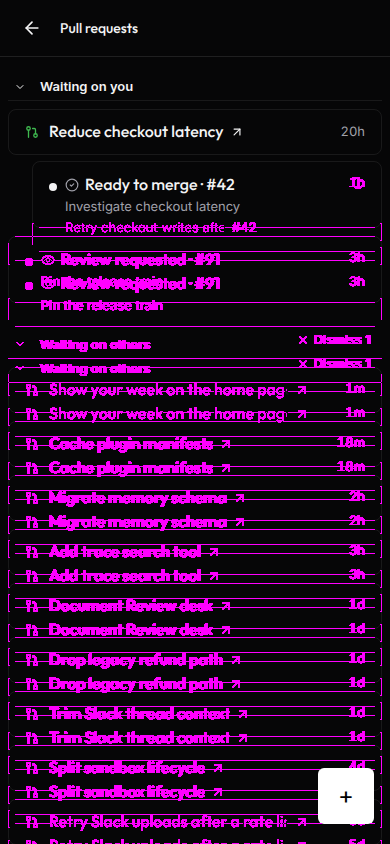 Pull requests
Waiting on you
Reduce checkout latency ↗ 20h
Ready to merge · #42 1h
Investigate checkout latency
Retry checkout writes afte #42
Review requested · #91 3h
Review requested · #91 3h
Pin the release train
Waiting on others × Dismiss 1
Waiting on others × Dismiss 1
Show your week on the home pag ↗ 1m
Show your week on the home pag ↗ 1m
Cache plugin manifests ↗ 18m
Cache plugin manifests ↗ 18m
Migrate memory schema ↗ 2h
Migrate memory schema ↗ 2h
Add trace search tool ↗ 3h
Add trace search tool ↗ 3h
Document Review desk ↗ 1d
Document Review desk ↗ 1d
Drop legacy refund path ↗ 1d
Drop legacy refund path ↗ 1d
Trim Slack thread context ↗ 1d
Trim Slack thread context ↗ 1d
Split sandbox lifecycle ↗
Split sandbox lifecycle ↗
+
Retry Slack uploads after a rate li ↗
Retry Slack uploads after a rate li ↗